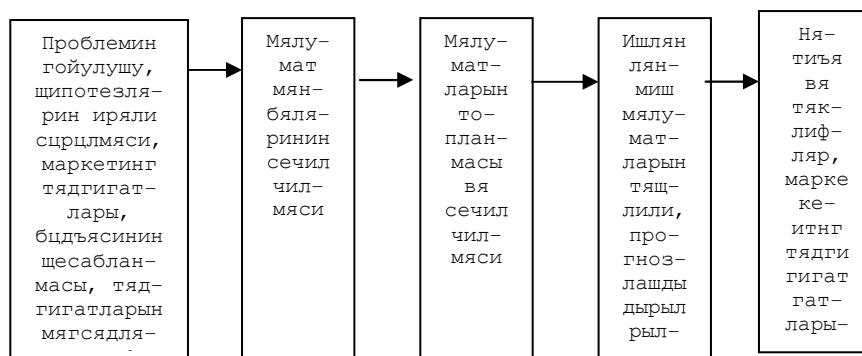 Проблемин
гойулушу,
щипотезля-
рин иряли
сцрцлмяси,
маркетинг
тядгигат-
лары,
бцдъясинин
щесаблан-
масы, тяд-
гигатларын
мягсядля-
Мялу-
мат
мян-
бяля-
ринин
сечил
чил-
мяси
Мялу-
мат-
ларын
то-
план-
масы
вя
сечил
чил-
мяси
Ишлян
лян-
миш
мялу-
мат-
ларын
тящ-
лили,
про-
гноз-
лашды
дырыл
рыл-
Ня-
тиъя
вя
тяк-
лиф-
ляр,
марке
ке-
итнг
тядги
гигат
гат-
лары-